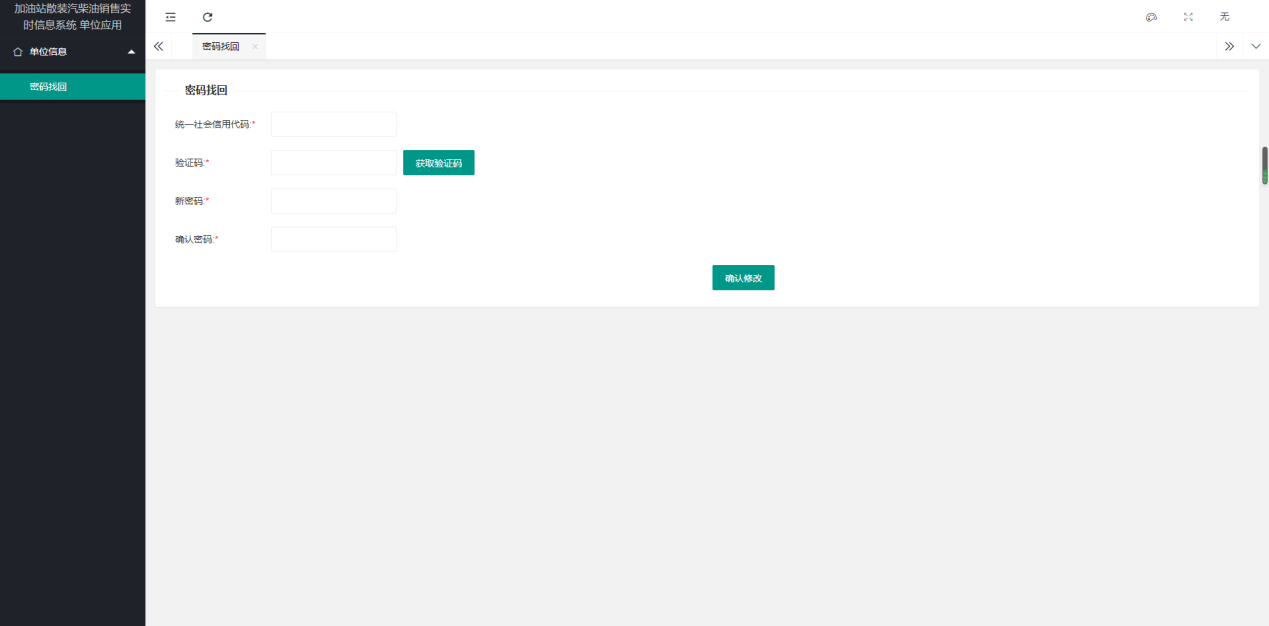 加油站散装汽柴油销售实
时信息系统 单位应用
单位信息
密码找回
无
密码找回
密码找回
统一社会信用代码:*
验证码:*
获取验证码
新密码:*
确认密码:*
确认修改